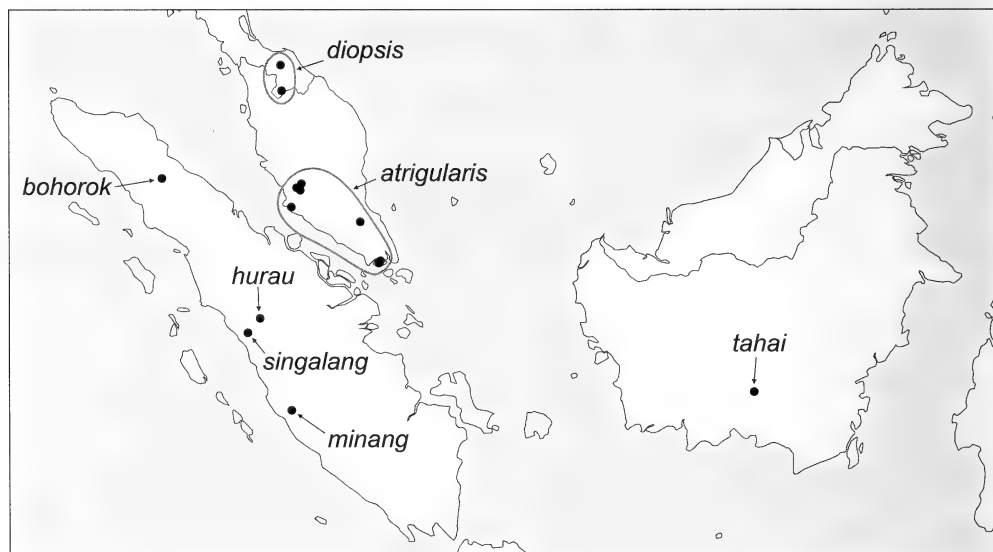 diopsis
atrigularis
bohorok
hurau
singalang
tahai
minang